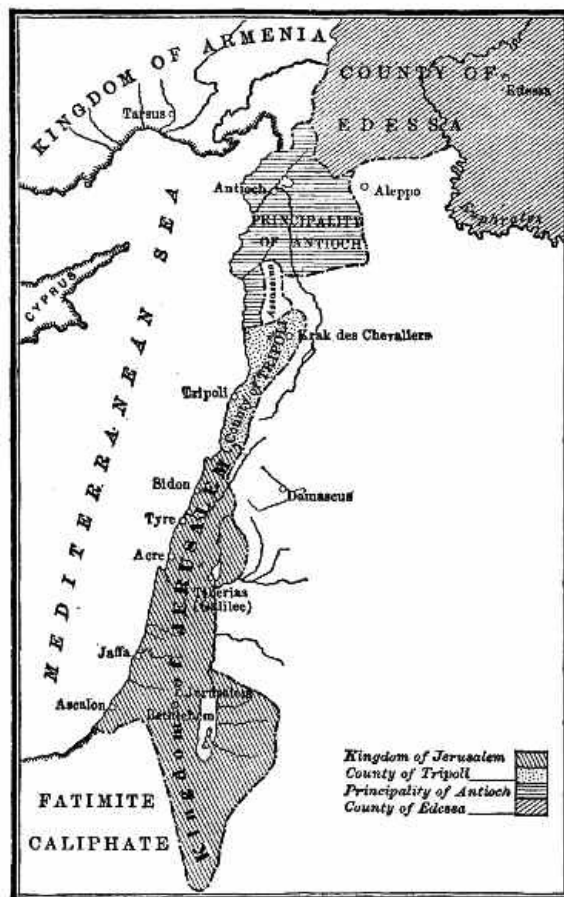 KINGDOM OF ARMENIA
Tarsus
COUNTY OF
EDESSA
Edessa
Antioch
Aleppo
Euphrates
PRINCIPALITY
OF ANTIOCH
CYPRUS
Assassins
MEDITERRANEAN SEA
Krak des Chevaliers
County of TRIPOLI
Tripoli
Sidon
Damascus
Tyre
Acre
Tiberias
(Galilee)
Kingdom of JERUSALEM
Jaffa
Jerusalem
Ascalon
Bethlehem
FATIMITE
CALIPHATE
Kingdom of Jerusalem
County of Tripoli
Principality of Antioch
County of Edessa